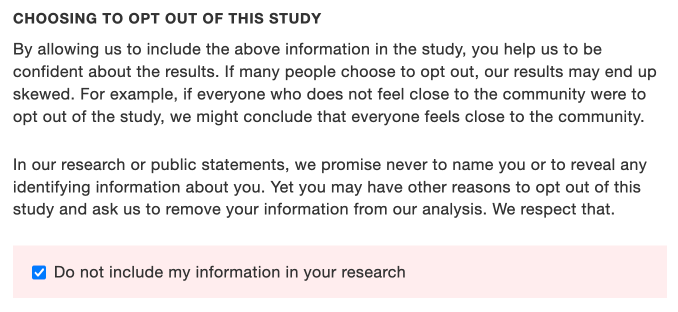 CHOOSING TO OPT OUT OF THIS STUDY
By allowing us to include the above information in the study, you help us to be
confident about the results. If many people choose to opt out, our results may end up
skewed. For example, if everyone who does not feel close to the community were to
opt out of the study, we might conclude that everyone feels close to the community.
In our research or public statements, we promise never to name you or to reveal any
identifying information about you. Yet you may have other reasons to opt out of this
study and ask us to remove your information from our analysis. We respect that.
Do not include my information in your research